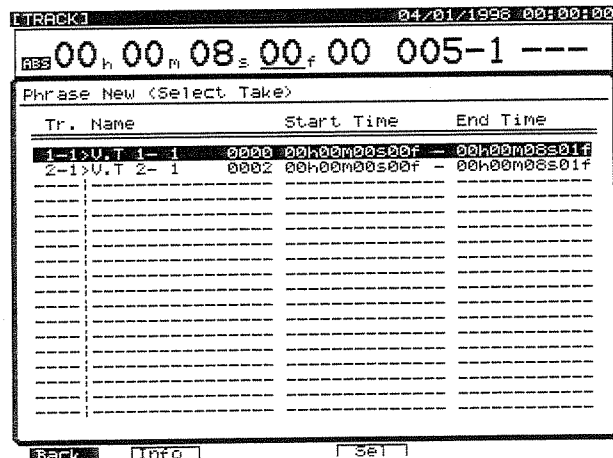 [TRACK] 04/01/1998 00:00:00
ABS 00h 00m 08s 00f 00 005-1 ---
Phrase New (Select Take)
Tr. Name Start Time End Time
1-1>V.T 1- 1 0000 00h00m00s00f - 00h00m08s01f
2-1>V.T 2- 1 0002 00h00m00s00f - 00h00m08s01f
Back Info Sel